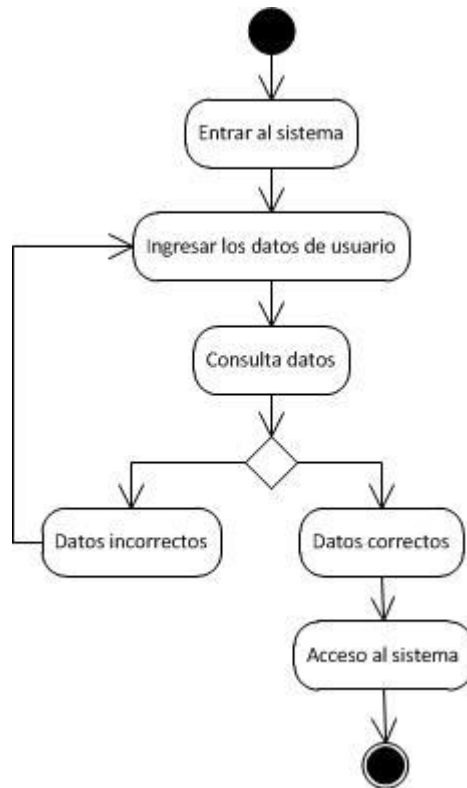 Entrar al sistema
Ingresar los datos de usuario
Consulta datos
Datos incorrectos
Datos correctos
Acceso al sistema